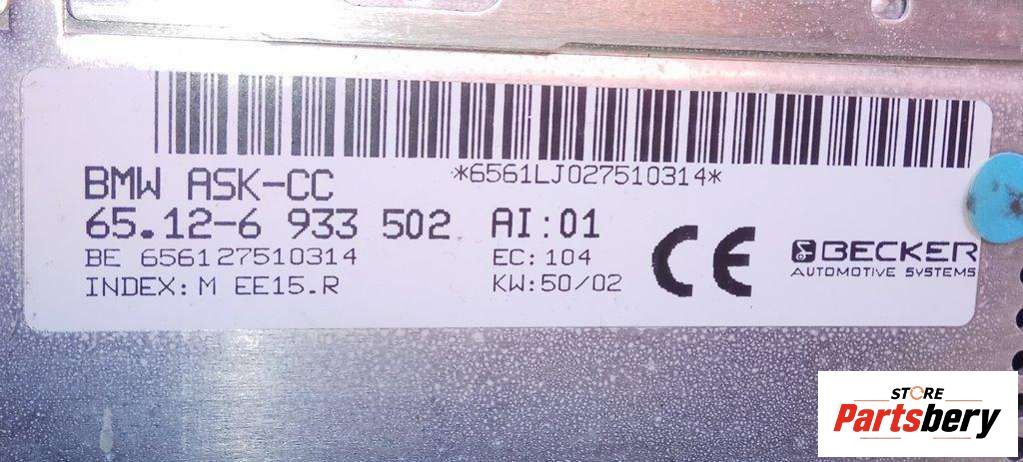 *6561LJ027510314*
BMW ASK-CC
65.12-6 933 502 AI:01
BE 656127510314 EC:104
INDEX: M EE15.R KW:50/02
CE
BECKER
AUTOMOTIVE SYSTEMS
STORE
Partsbery